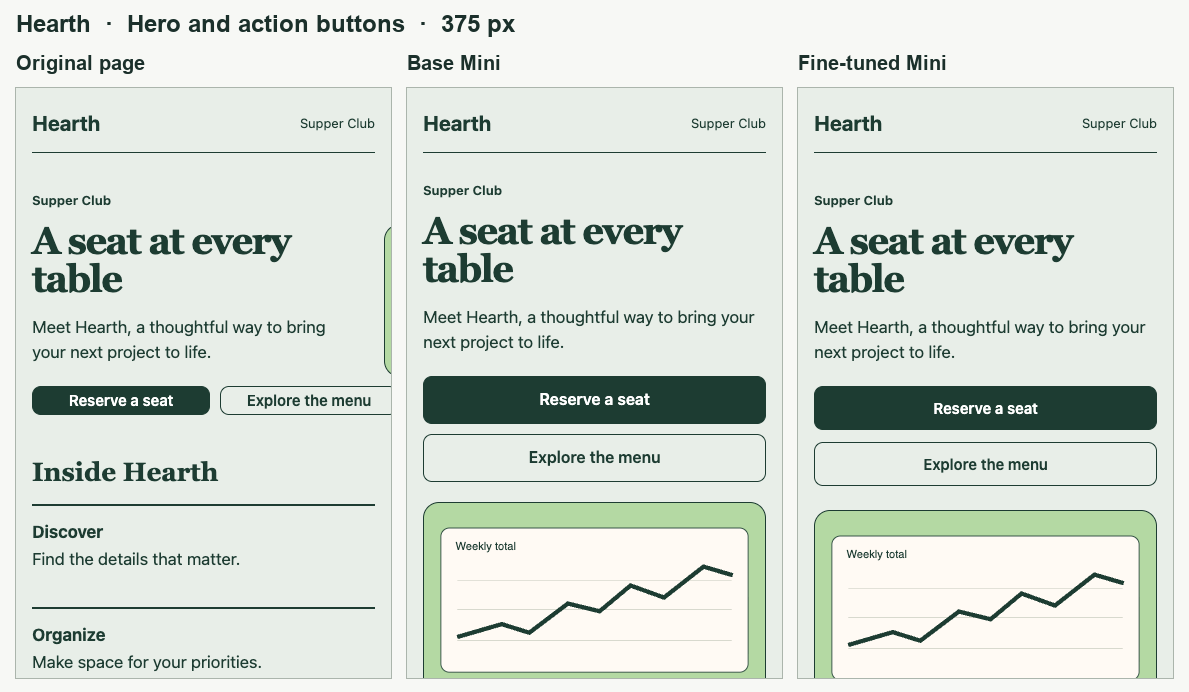 Hearth · Hero and action buttons · 375 px
Original page
Hearth
Supper Club
Supper Club
A seat at every
table
Meet Hearth, a thoughtful way to bring
your next project to life.
Reserve a seat
Explore the menu
Inside Hearth
Discover
Find the details that matter.
Organize
Make space for your priorities.
Base Mini
Hearth
Supper Club
Supper Club
A seat at every
table
Meet Hearth, a thoughtful way to bring your
next project to life.
Reserve a seat
Explore the menu
Weekly total
Fine-tuned Mini
Hearth
Supper Club
Supper Club
A seat at every
table
Meet Hearth, a thoughtful way to bring your
next project to life.
Reserve a seat
Explore the menu
Weekly total